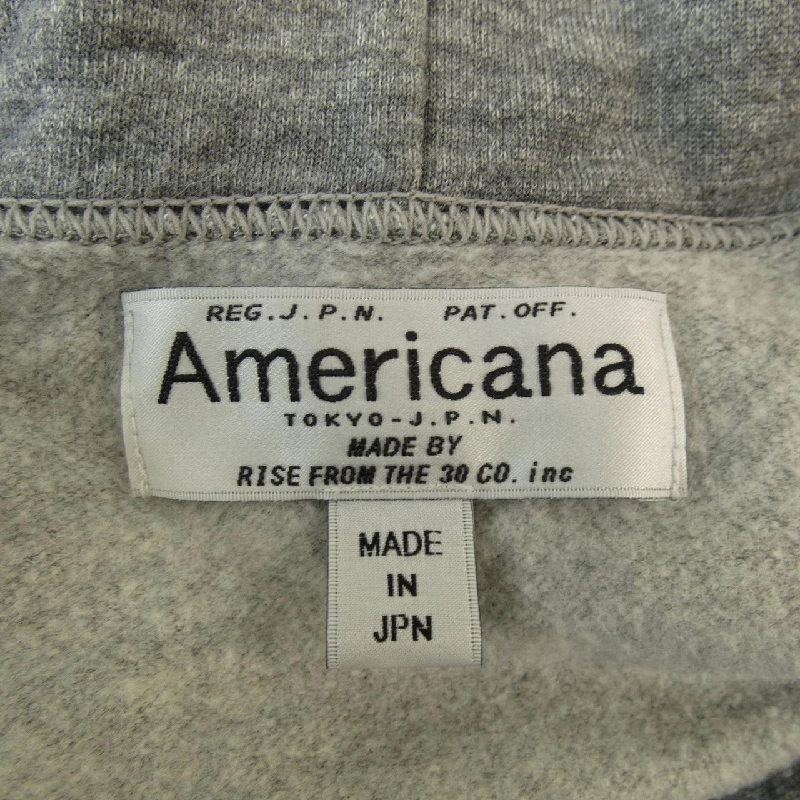 REG.J.P.N. PAT.OFF.
Americana
TOKYO-J.P.N.
MADE BY
RISE FROM THE 30 CO. inc
MADE
IN
JPN